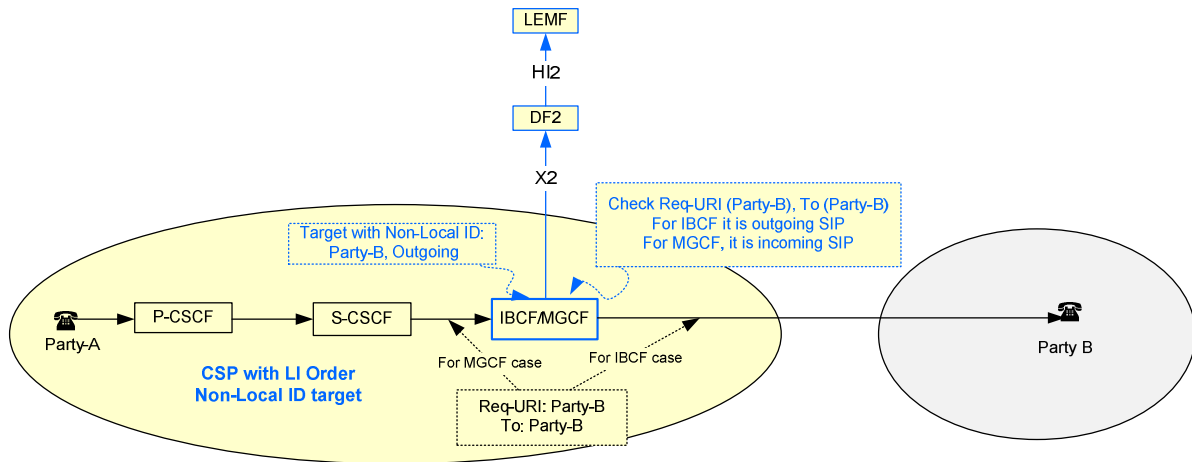 LEMF
HI2
DF2
X2
Check Req-URI (Party-B), To (Party-B)
For IBCF it is outgoing SIP
For MGCF, it is incoming SIP
Target with Non-Local ID:
Party-B, Outgoing
P-CSCF
S-CSCF
IBCF/MGCF
Party-A
Party B
For MGCF case
For IBCF case
CSP with LI Order
Non-Local ID target
Req-URI: Party-B
To: Party-B